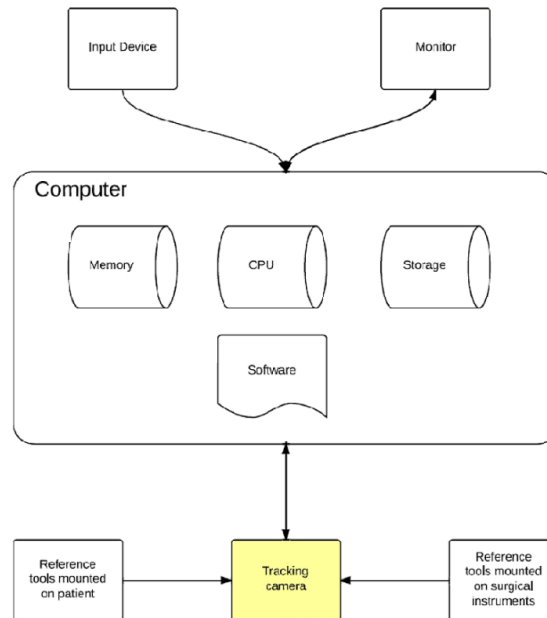 Input Device
Monitor
Computer
Memory
CPU
Storage
Software
Reference
tools mounted
on patient
Tracking
camera
Reference
tools mounted
on surgical
instruments